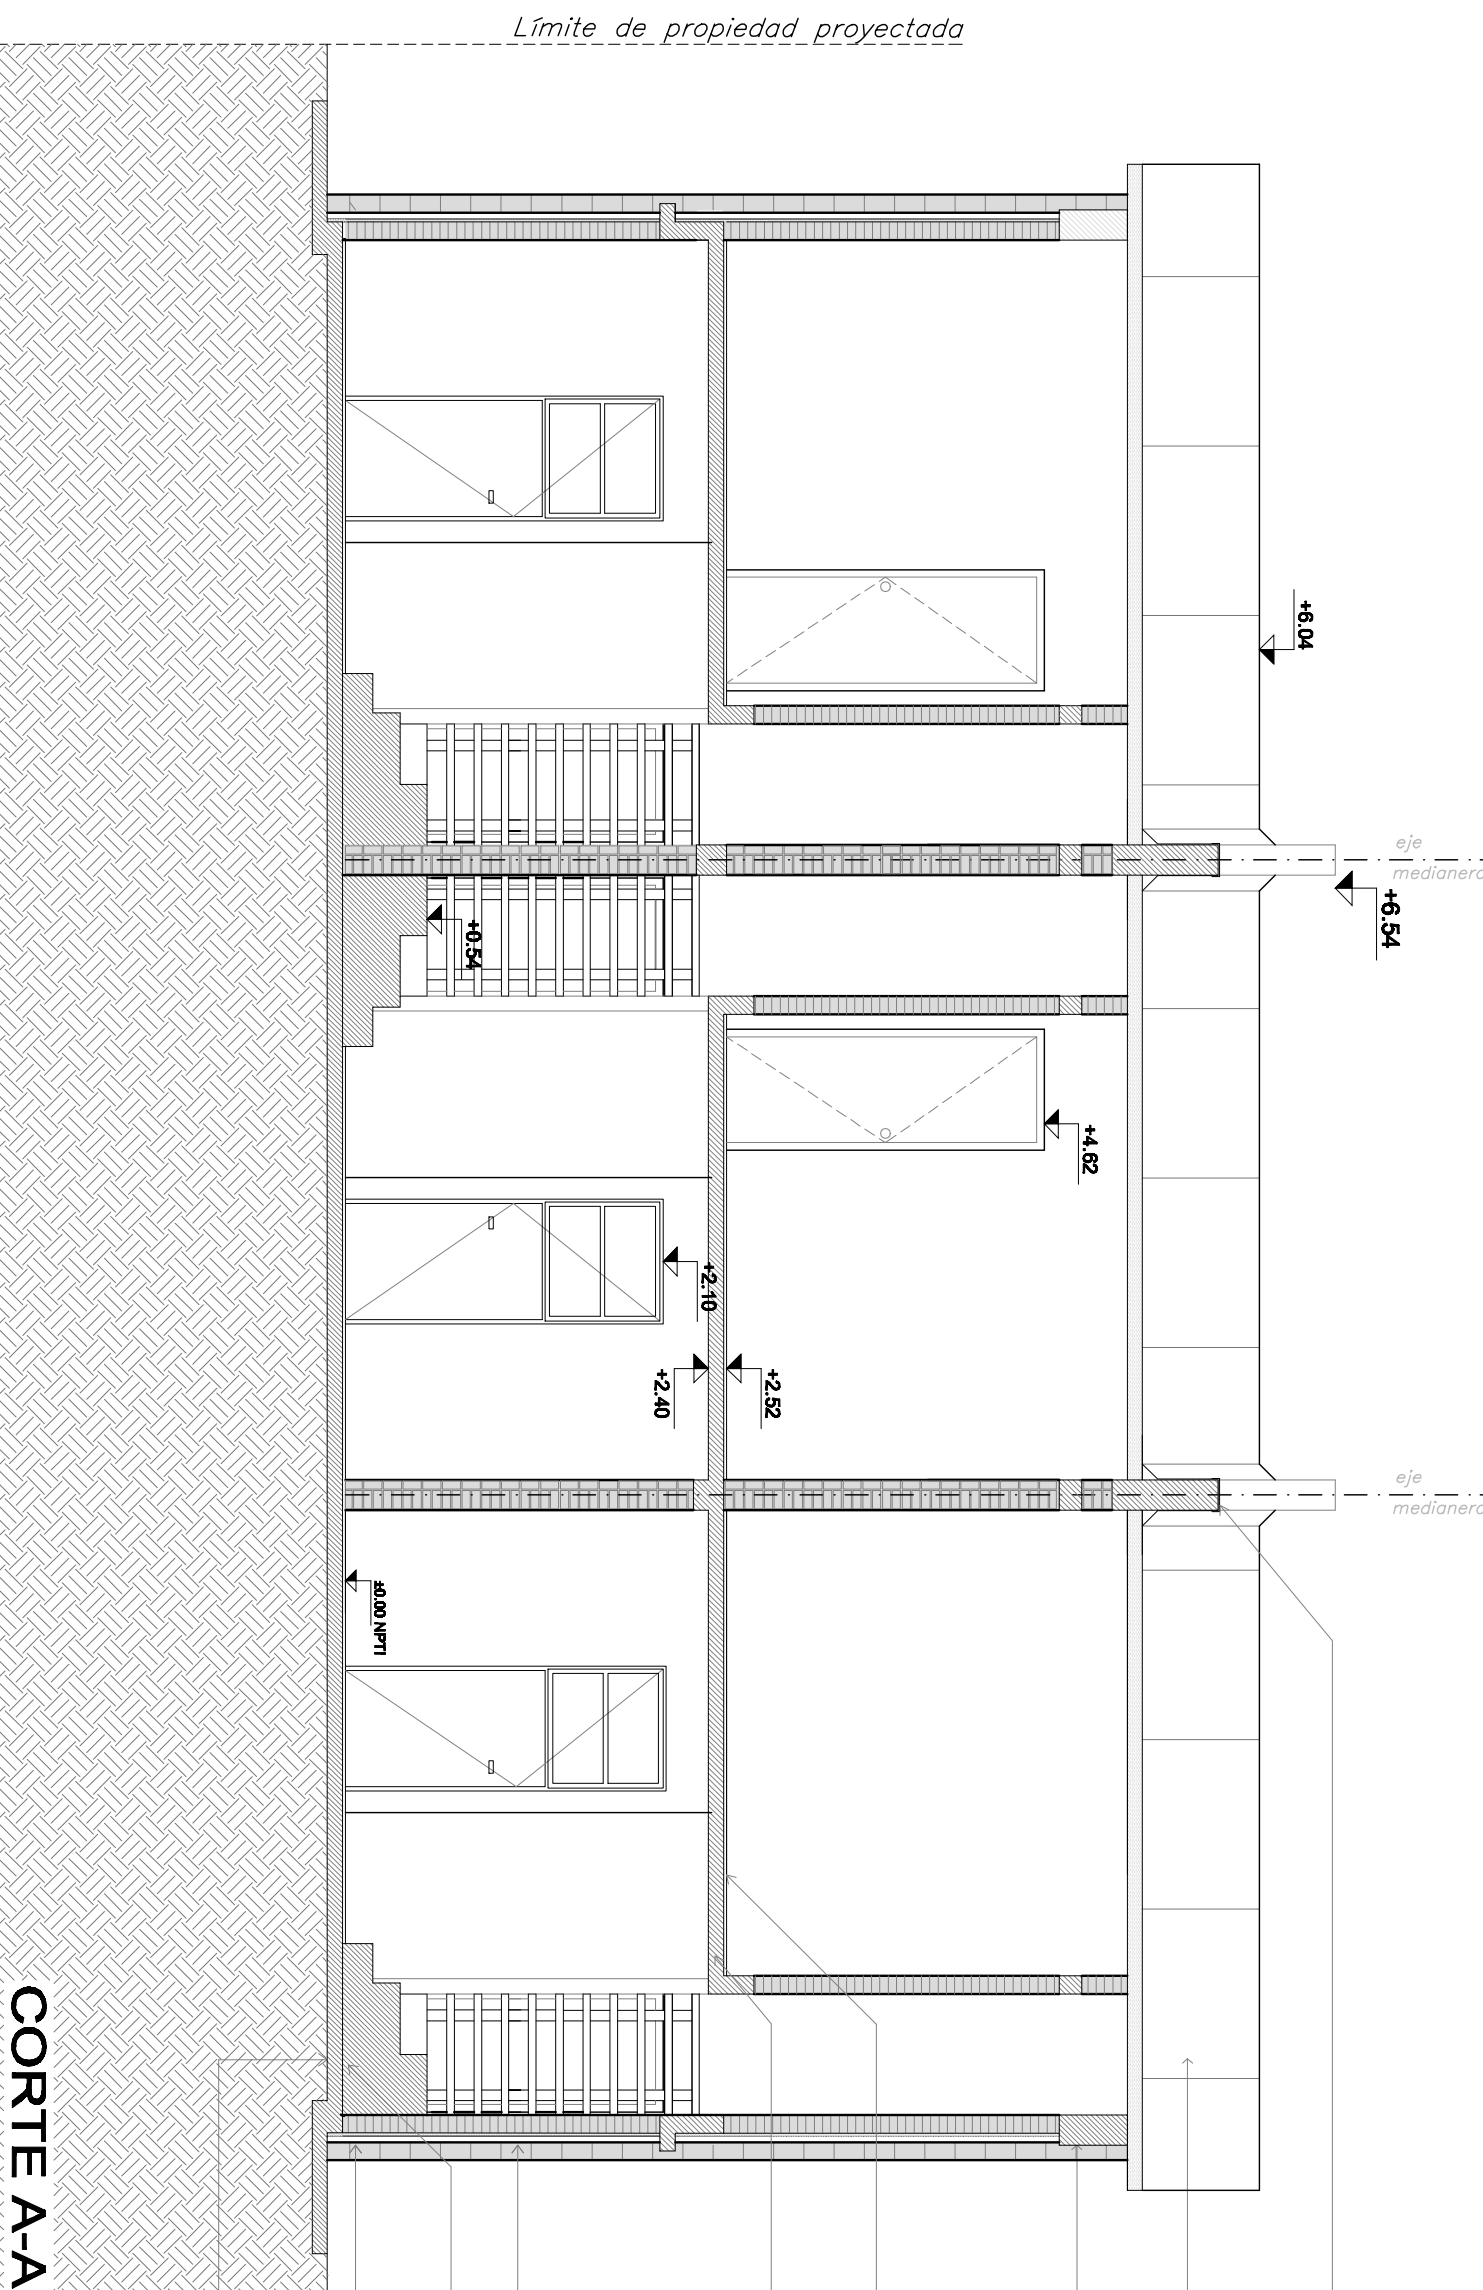 Límite de propiedad proyectada
+6.04
eje
medianero
+6.54
+0.54
+4.62
+2.10
+2.52
+2.40
eje
medianero
±0.00 NPTI
CORTE A-A